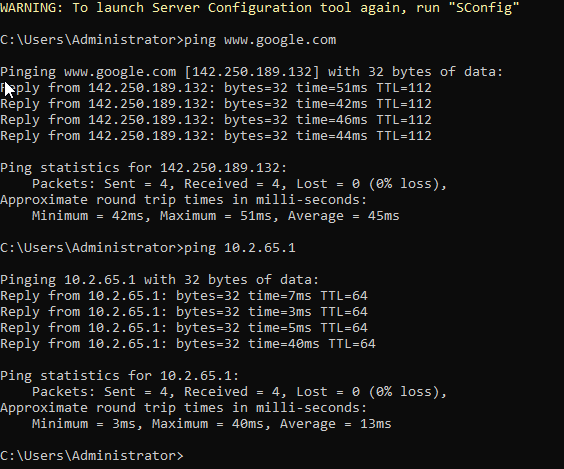 WARNING: To launch Server Configuration tool again, run "SConfig"
C:\Users\Administrator>ping www.google.com
Pinging www.google.com [142.250.189.132] with 32 bytes of data:
Reply from 142.250.189.132: bytes=32 time=51ms TTL=112
Reply from 142.250.189.132: bytes=32 time=42ms TTL=112
Reply from 142.250.189.132: bytes=32 time=46ms TTL=112
Reply from 142.250.189.132: bytes=32 time=44ms TTL=112
Ping statistics for 142.250.189.132:
    Packets: Sent = 4, Received = 4, Lost = 0 (0% loss),
Approximate round trip times in milli-seconds:
    Minimum = 42ms, Maximum = 51ms, Average = 45ms
C:\Users\Administrator>ping 10.2.65.1
Pinging 10.2.65.1 with 32 bytes of data:
Reply from 10.2.65.1: bytes=32 time=7ms TTL=64
Reply from 10.2.65.1: bytes=32 time=3ms TTL=64
Reply from 10.2.65.1: bytes=32 time=5ms TTL=64
Reply from 10.2.65.1: bytes=32 time=40ms TTL=64
Ping statistics for 10.2.65.1:
    Packets: Sent = 4, Received = 4, Lost = 0 (0% loss),
Approximate round trip times in milli-seconds:
    Minimum = 3ms, Maximum = 40ms, Average = 13ms
C:\Users\Administrator>